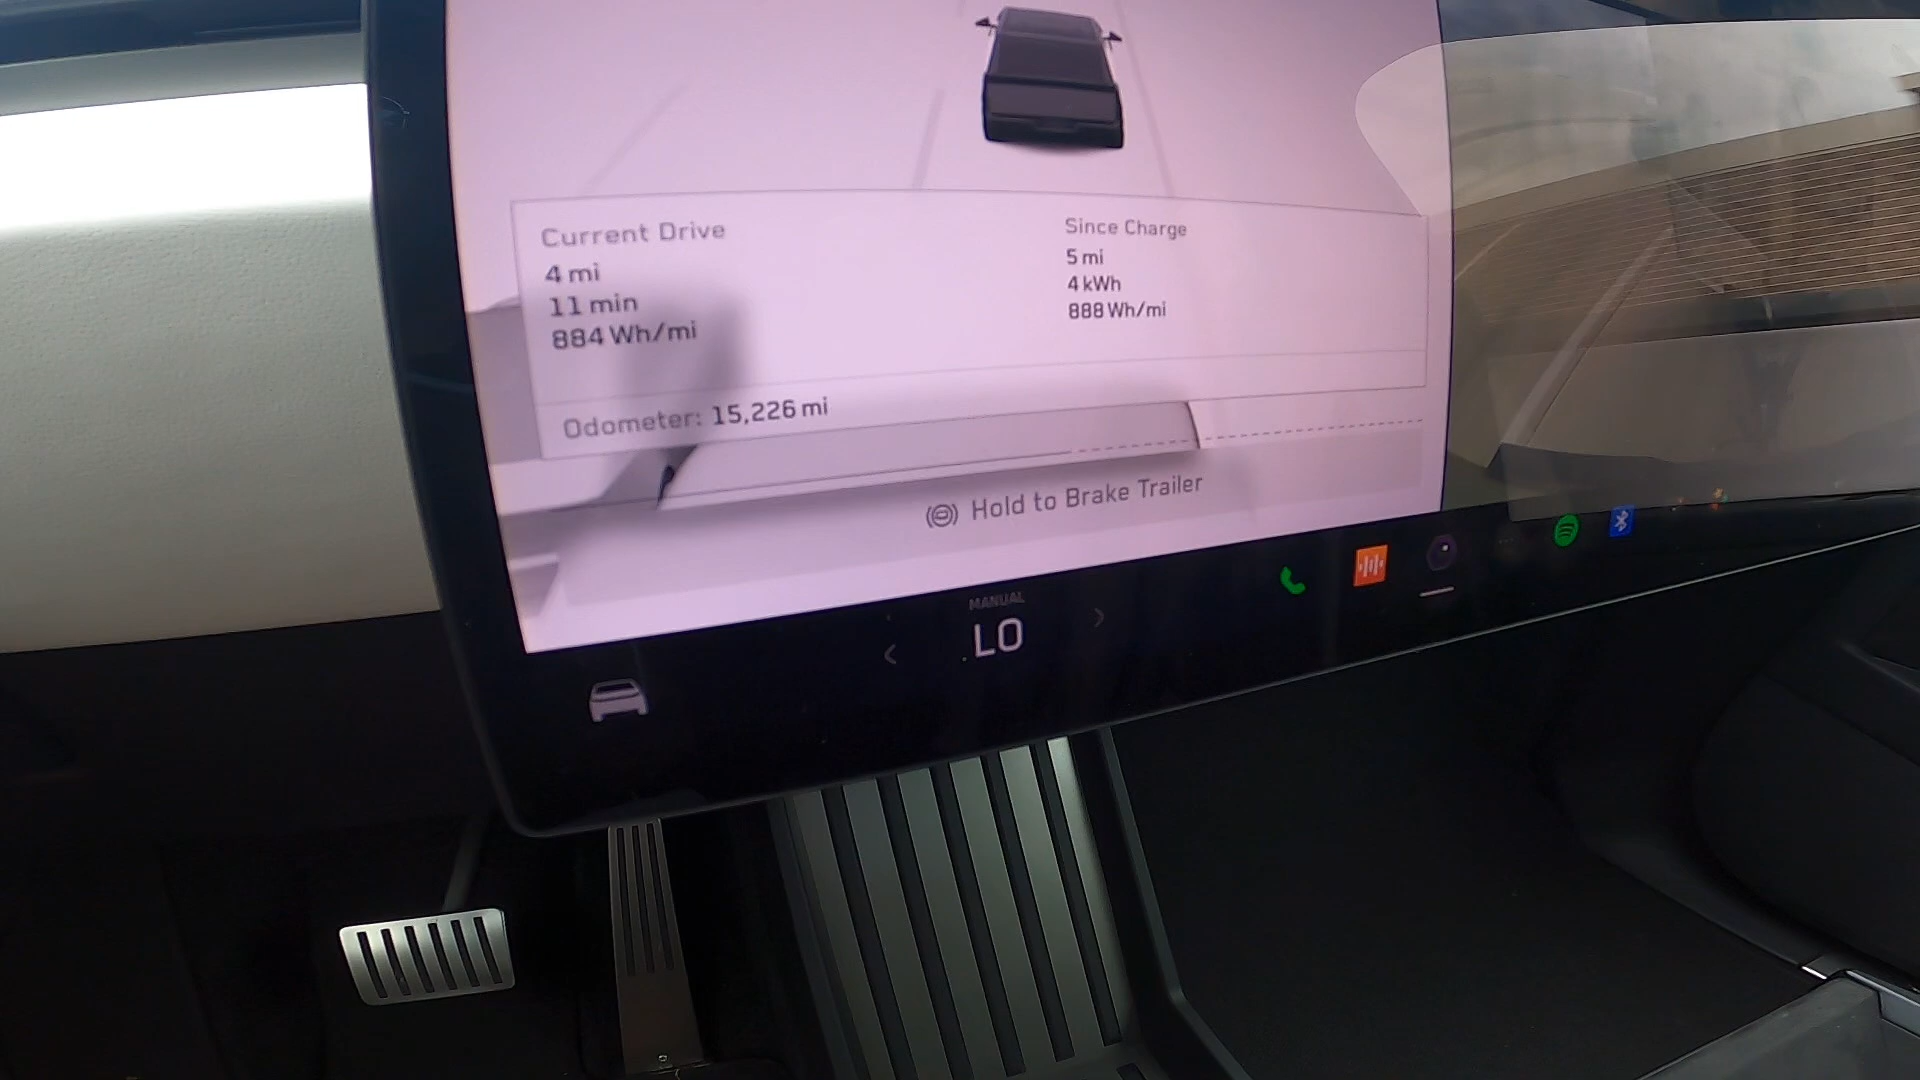 Current Drive
4 mi
11 min
884 Wh/mi
Since Charge
5 mi
4 kWh
888 Wh/mi
Odometer: 15,226 mi
Hold to Brake Trailer
MANUAL
LO